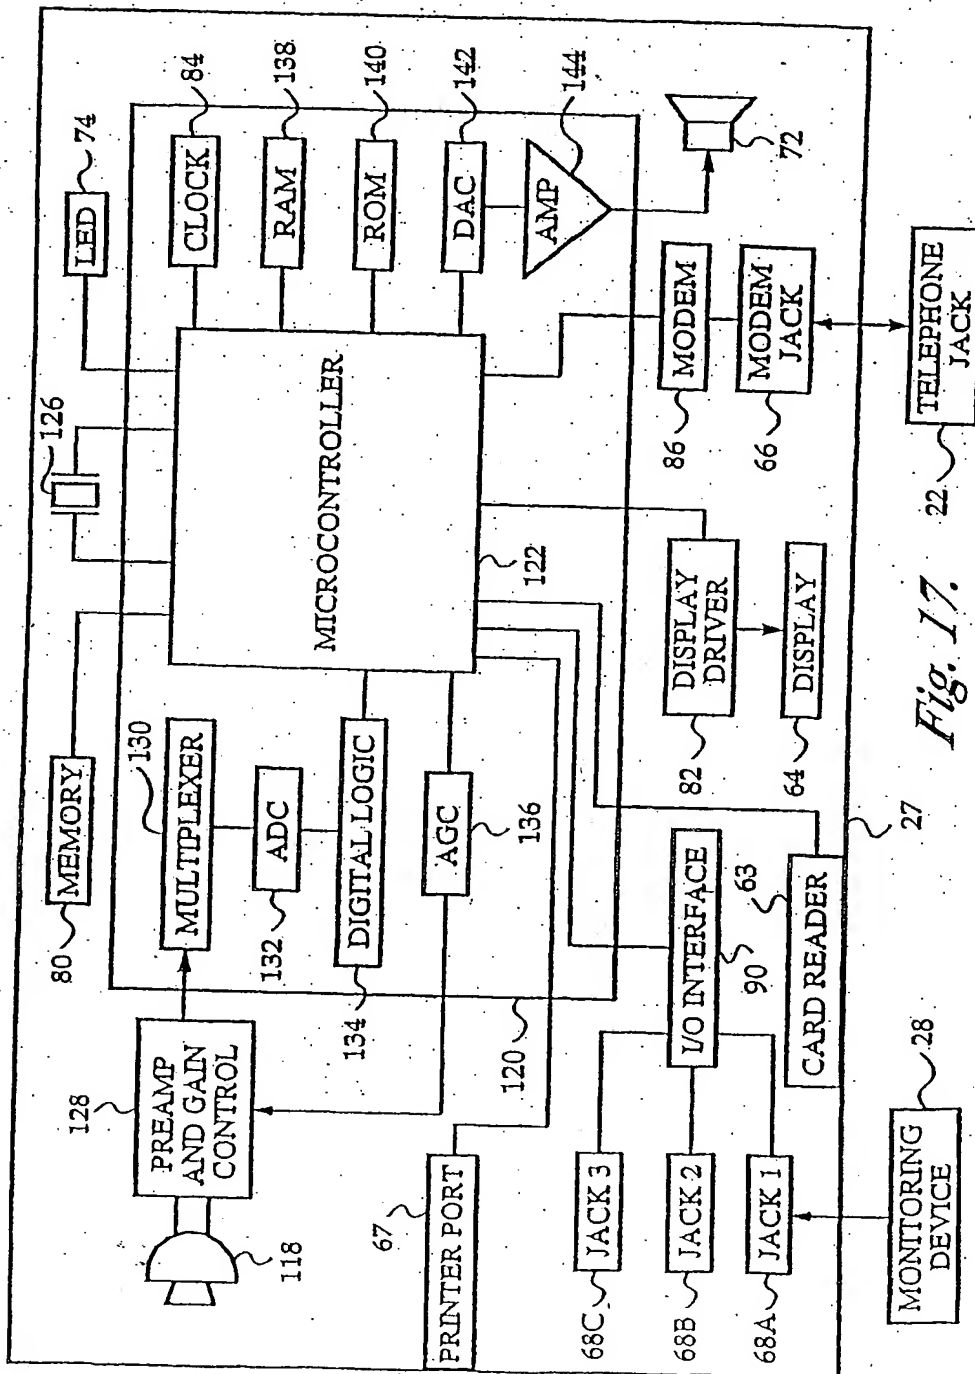 80
MEMORY
126
74
LED
128
PREAMP
AND GAIN
CONTROL
118
130
MULTIPLEXER
132
ADC
134
DIGITAL LOGIC
136
AGC
120
MICROCONTROLLER
122
84
CLOCK
138
RAM
140
ROM
142
DAC
144
AMP
72
67
PRINTER PORT
68C
JACK 3
68B
JACK 2
68A
JACK 1
I/O INTERFACE
90
63
CARD READER
82
DISPLAY
DRIVER
64
DISPLAY
86
MODEM
66
MODEM
JACK
27
28
MONITORING
DEVICE
22
TELEPHONE
JACK
Fig. 17.